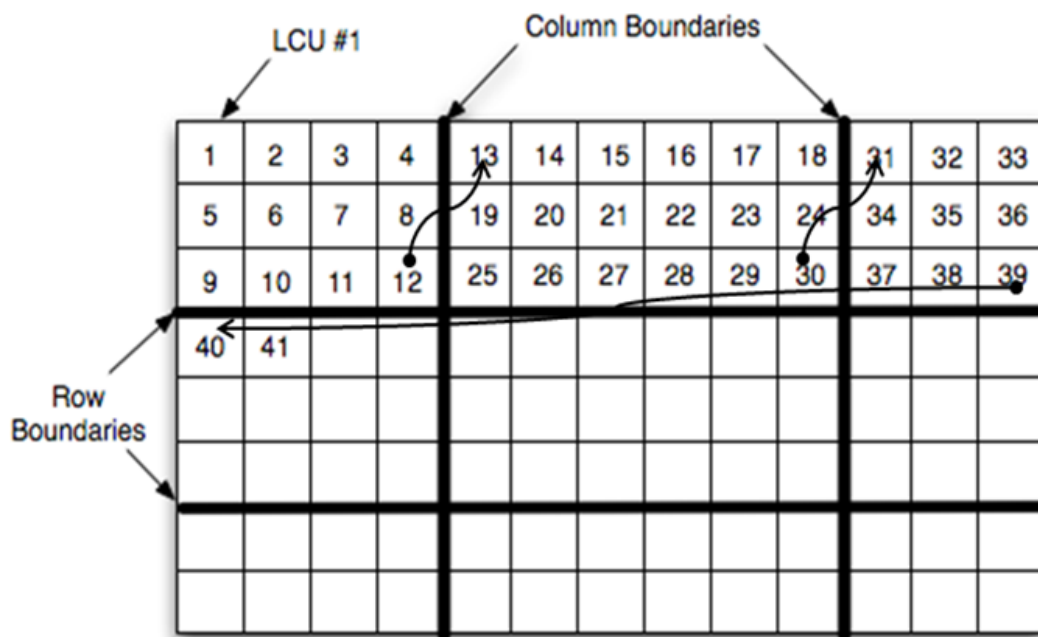 LCU #1
Column Boundaries
1 2 3 4 13 14 15 16 17 18 31 32 33
5 6 7 8 19 20 21 22 23 24 34 35 36
9 10 11 12 25 26 27 28 29 30 37 38 39
40 41
Row
Boundaries